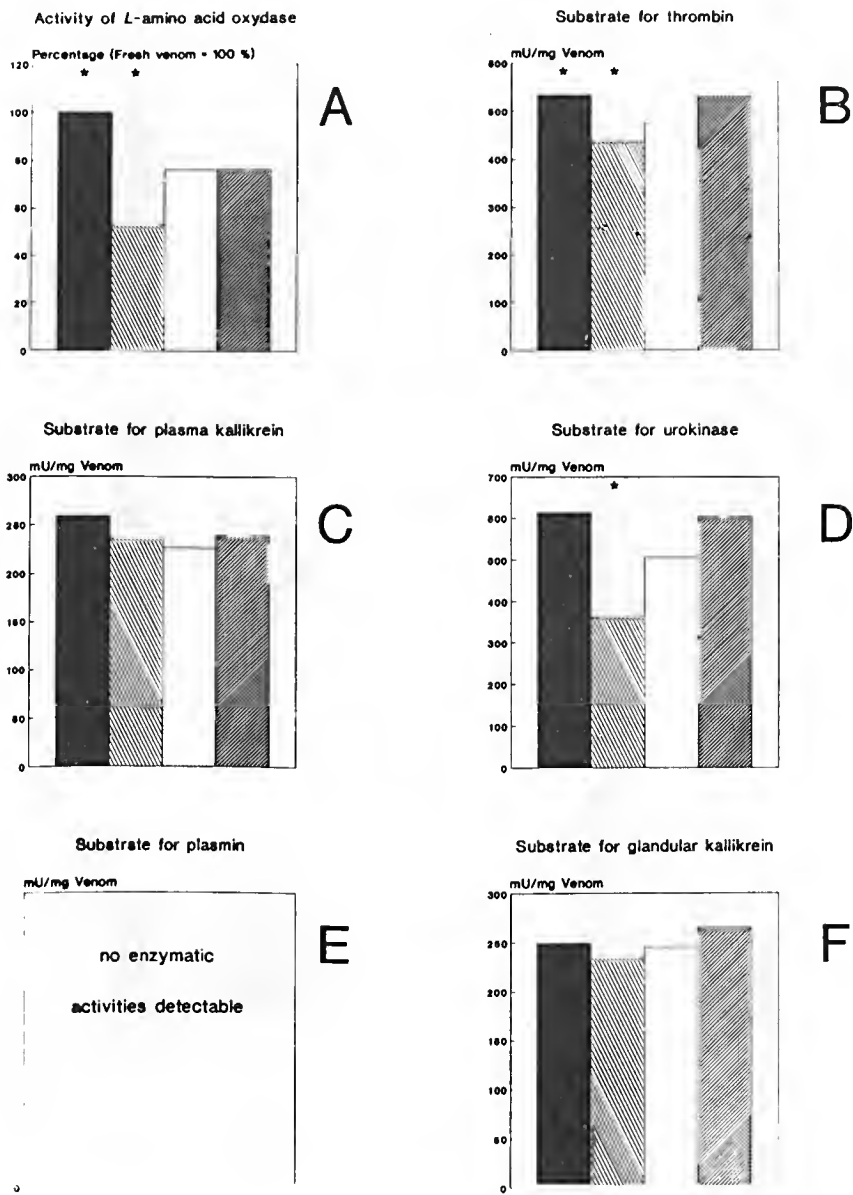 Activity of L-amino acid oxydase
Percentage (Fresh venom = 100 %)
120
* *
100
80
60
40
20
0
A
Substrate for thrombin
mU/mg Venom
600
* *
500
400
300
200
100
0
B
Substrate for plasma kallikrein
mU/mg Venom
300
250
200
150
100
50
0
C
Substrate for urokinase
mU/mg Venom
700
*
600
500
400
300
200
100
0
D
Substrate for plasmin
mU/mg Venom
no enzymatic
activities detectable
0
E
Substrate for glandular kallikrein
mU/mg Venom
300
250
200
150
100
50
0
F